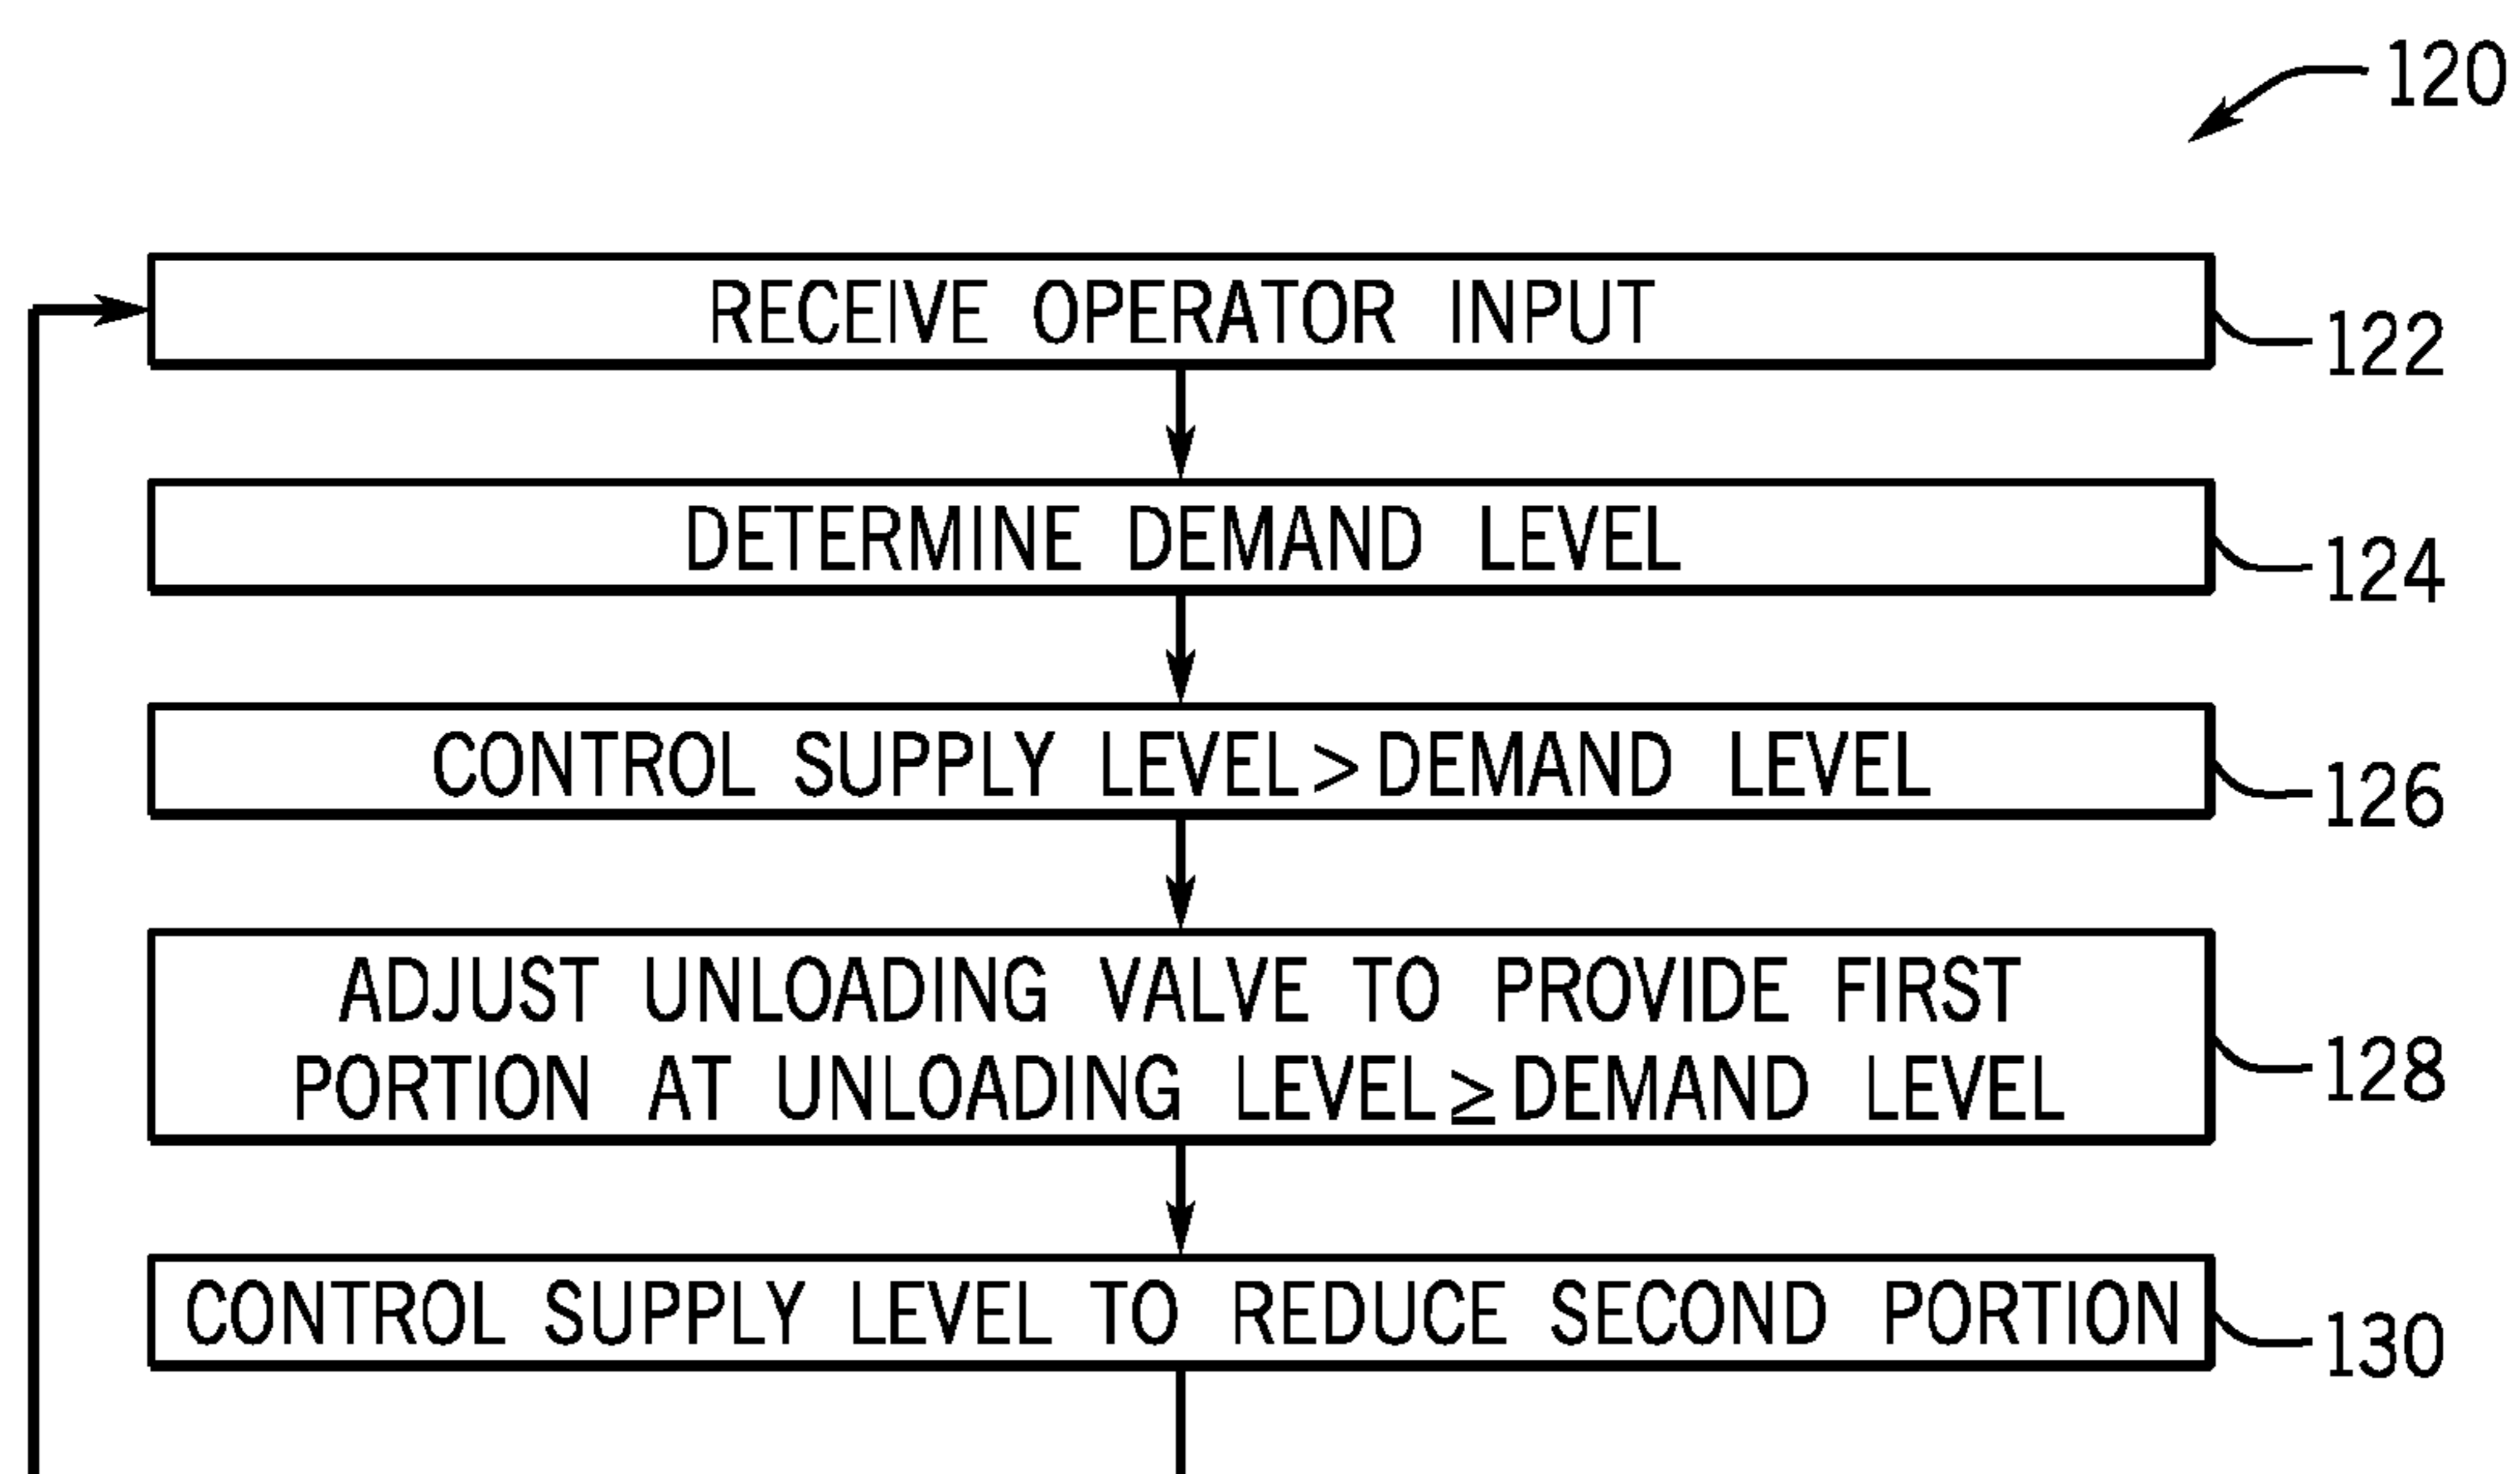 120
RECEIVE OPERATOR INPUT
122
DETERMINE DEMAND LEVEL
124
CONTROL SUPPLY LEVEL > DEMAND LEVEL
126
ADJUST UNLOADING VALVE TO PROVIDE FIRST
PORTION AT UNLOADING LEVEL ≥ DEMAND LEVEL
128
CONTROL SUPPLY LEVEL TO REDUCE SECOND PORTION
130